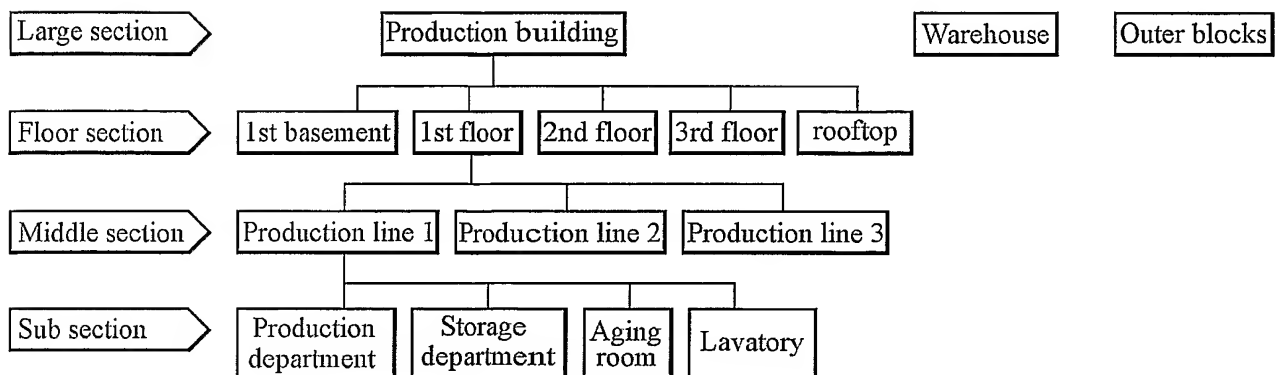 Large section
Production building
Warehouse
Outer blocks
Floor section
1st basement
1st floor
2nd floor
3rd floor
rooftop
Middle section
Production line 1
Production line 2
Production line 3
Sub section
Production
department
Storage
department
Aging
room
Lavatory